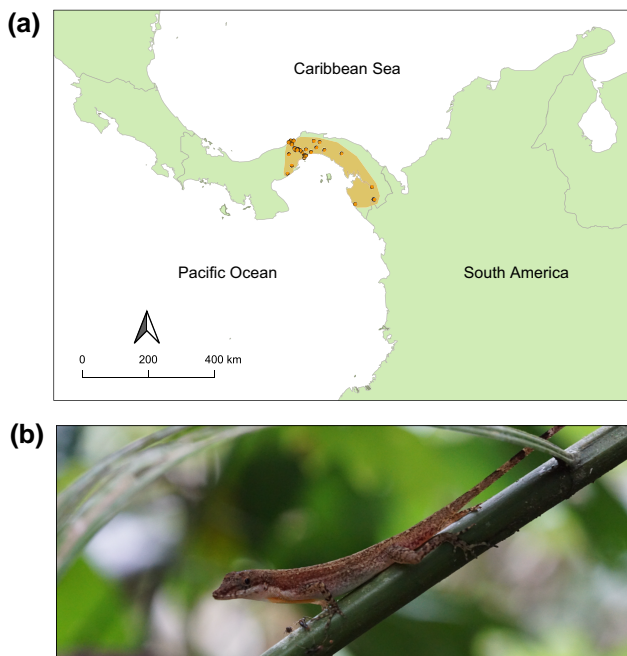 (a)
Caribbean Sea
Pacific Ocean
South America
0 200 400 km
(b)